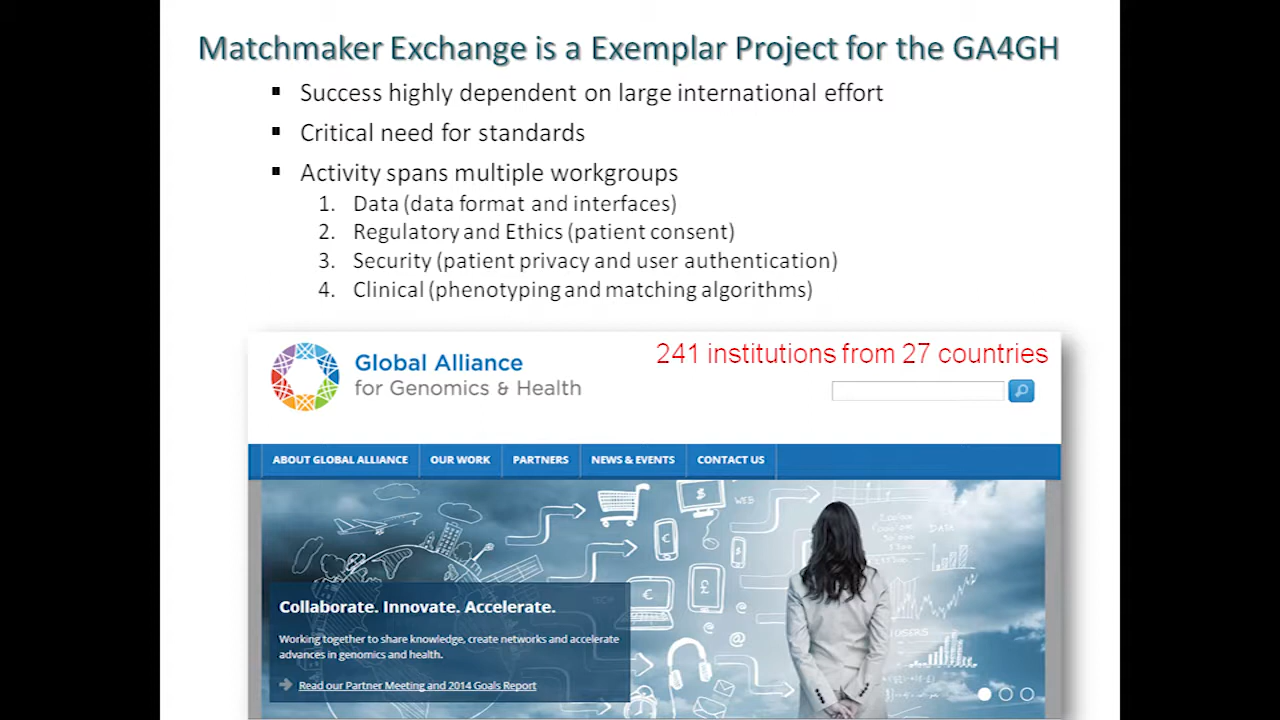 Matchmaker Exchange is a Exemplar Project for the GA4GH
▪ Success highly dependent on large international effort
▪ Critical need for standards
▪ Activity spans multiple workgroups
1. Data (data format and interfaces)
2. Regulatory and Ethics (patient consent)
3. Security (patient privacy and user authentication)
4. Clinical (phenotyping and matching algorithms)
241 institutions from 27 countries
Global Alliance
for Genomics & Health
ABOUT GLOBAL ALLIANCE OUR WORK PARTNERS NEWS & EVENTS CONTACT US
WEB
DATA
USERS
Collaborate. Innovate. Accelerate.
Working together to share knowledge, create networks and accelerate
advances in genomics and health.
Read our Partner Meeting and 2014 Goals Report